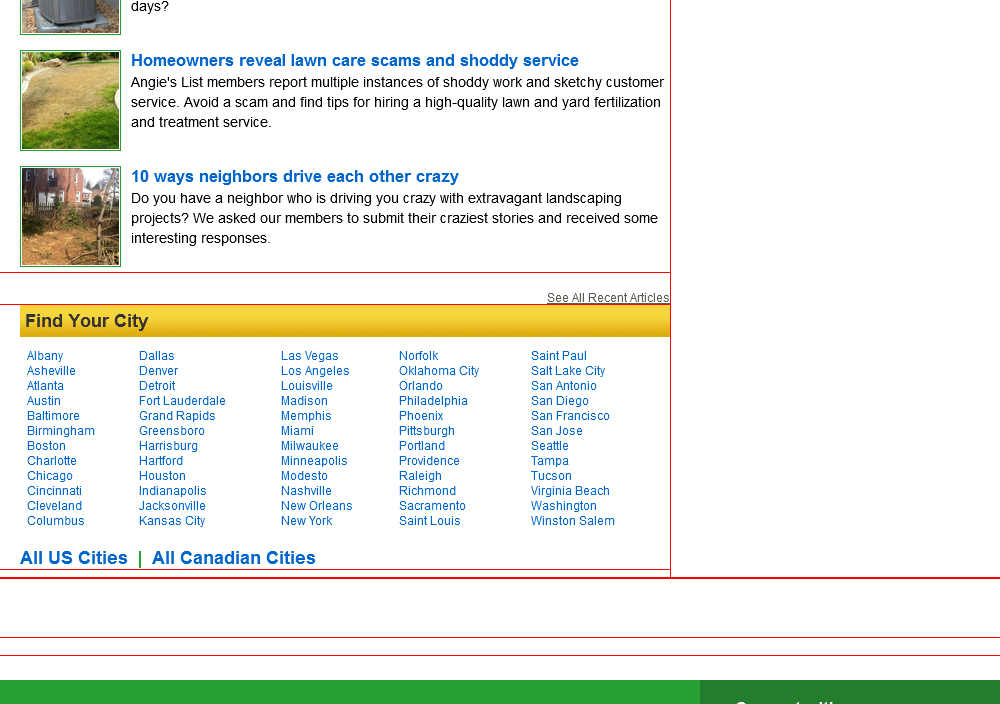 days?
Homeowners reveal lawn care scams and shoddy service
Angie's List members report multiple instances of shoddy work and sketchy customer
service. Avoid a scam and find tips for hiring a high-quality lawn and yard fertilization
and treatment service.
10 ways neighbors drive each other crazy
Do you have a neighbor who is driving you crazy with extravagant landscaping
projects? We asked our members to submit their craziest stories and received some
interesting responses.
See All Recent Articles
Find Your City
Albany Dallas Las Vegas Norfolk Saint Paul
Asheville Denver Los Angeles Oklahoma City Salt Lake City
Atlanta Detroit Louisville Orlando San Antonio
Austin Fort Lauderdale Madison Philadelphia San Diego
Baltimore Grand Rapids Memphis Phoenix San Francisco
Birmingham Greensboro Miami Pittsburgh San Jose
Boston Harrisburg Milwaukee Portland Seattle
Charlotte Hartford Minneapolis Providence Tampa
Chicago Houston Modesto Raleigh Tucson
Cincinnati Indianapolis Nashville Richmond Virginia Beach
Cleveland Jacksonville New Orleans Sacramento Washington
Columbus Kansas City New York Saint Louis Winston Salem
All US Cities | All Canadian Cities